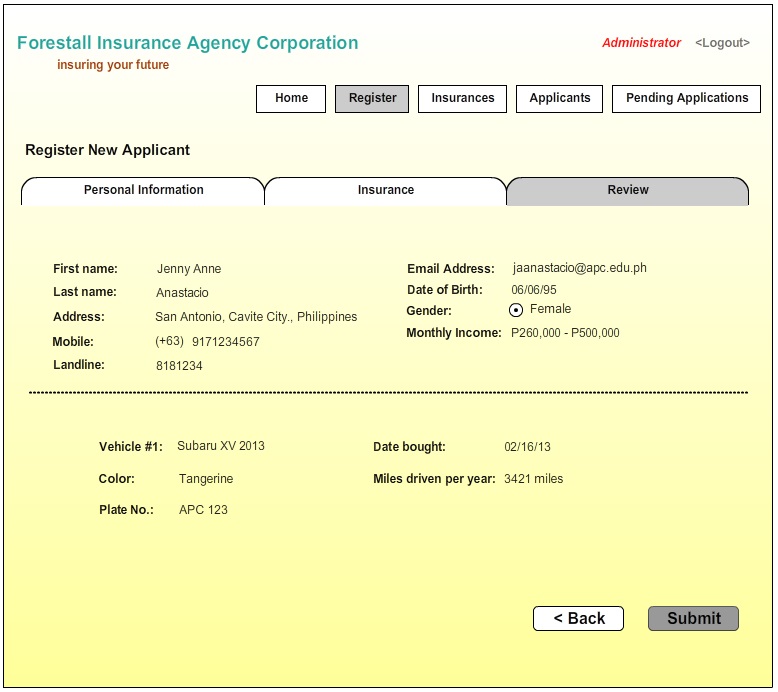 Forestall Insurance Agency Corporation
Administrator <Logout>
insuring your future
Home Register Insurances Applicants Pending Applications
Register New Applicant
Personal Information Insurance Review
First name: Jenny Anne
Last name: Anastacio
Address: San Antonio, Cavite City., Philippines
Mobile: (+63) 9171234567
Landline: 8181234
Email Address: jaanastacio@apc.edu.ph
Date of Birth: 06/06/95
Gender: Female
Monthly Income: P260,000 - P500,000
Vehicle #1: Subaru XV 2013
Color: Tangerine
Plate No.: APC 123
Date bought: 02/16/13
Miles driven per year: 3421 miles
< Back Submit